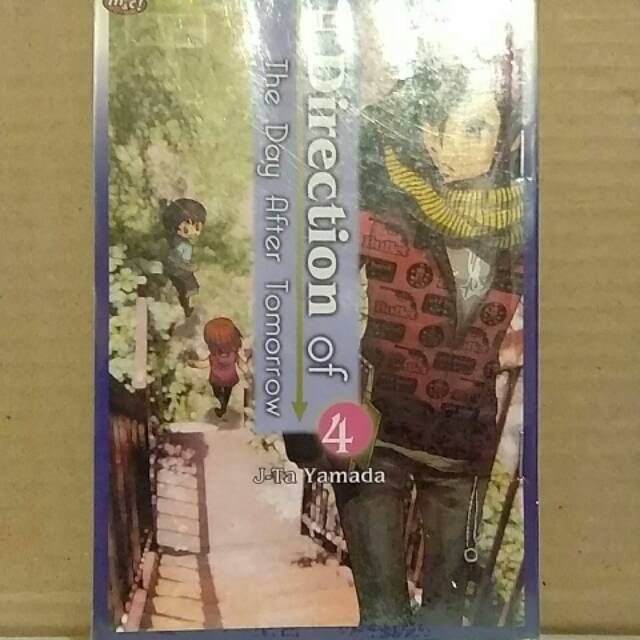 m&c!
Direction of
The Day After Tomorrow
4
J-Ta Yamada